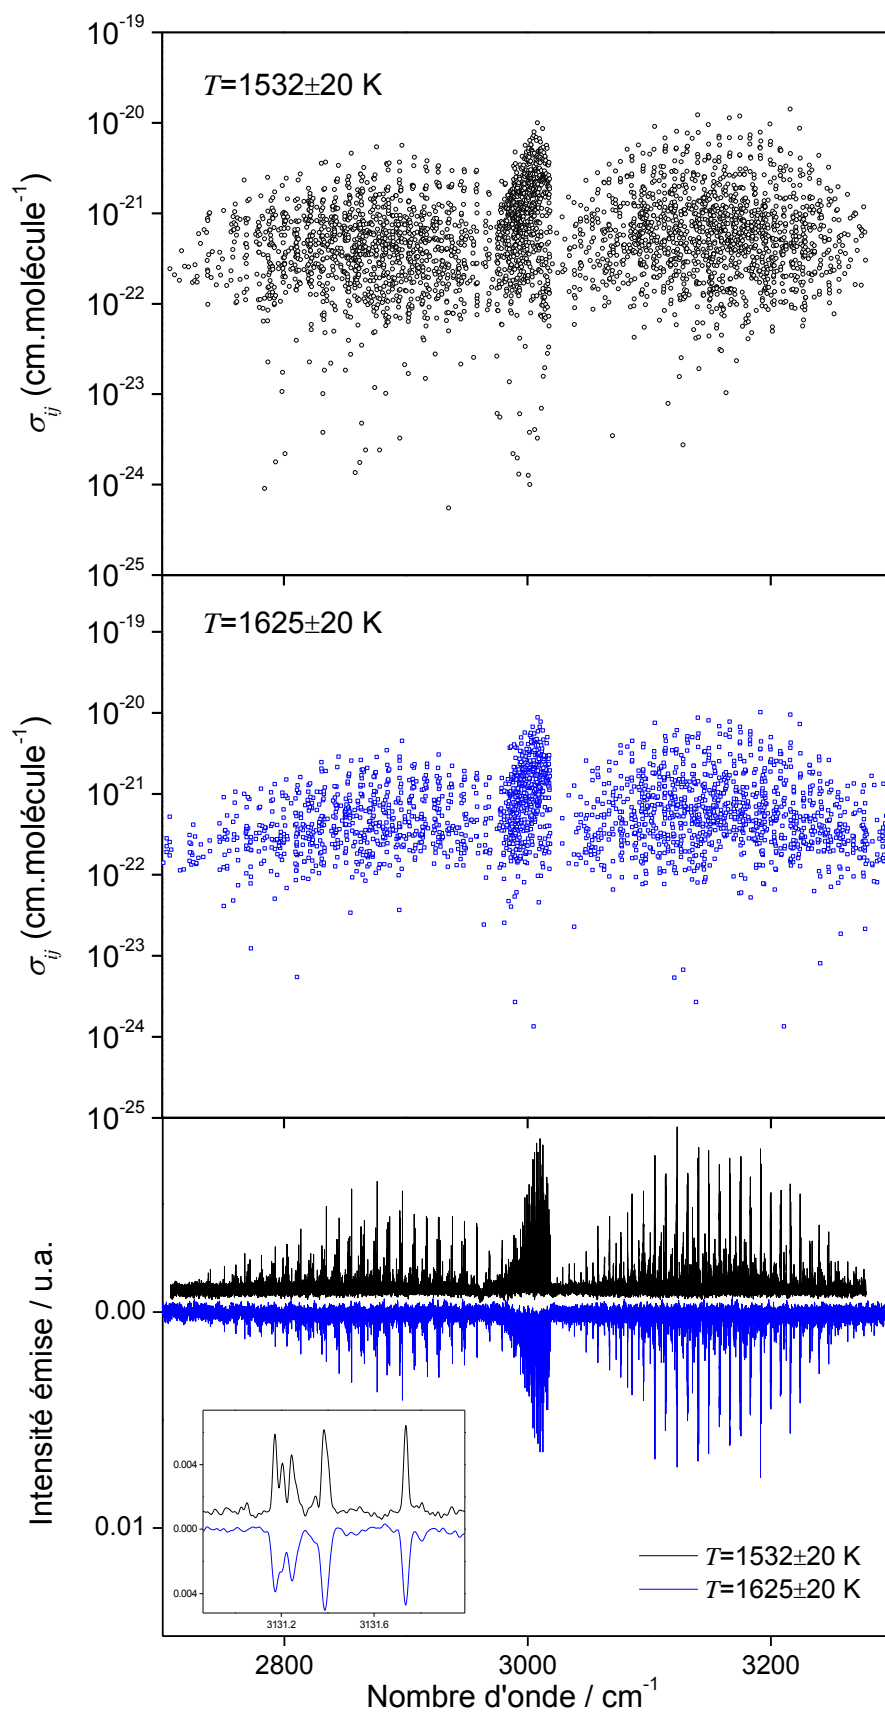 10-19
T=1532±20 K
10-20
10-21
10-22
10-23
10-24
10-25
σij (cm.molécule-1)
T=1625±20 K
10-19
10-20
10-21
10-22
10-23
10-24
10-25
σij (cm.molécule-1)
0.00
0.01
Intensité émise / u.a.
0.004
0.000
0.004
3131.2 3131.6
T=1532±20 K
T=1625±20 K
2800 3000 3200
Nombre d'onde / cm-1